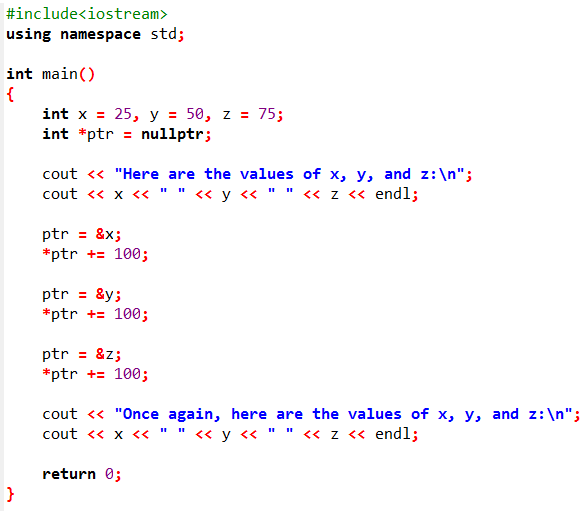 #include<iostream>
using namespace std;
int main()
{
int x = 25, y = 50, z = 75;
int *ptr = nullptr;
cout << "Here are the values of x, y, and z:\n";
cout << x << " " << y << " " << z << endl;
ptr = &x;
*ptr += 100;
ptr = &y;
*ptr += 100;
ptr = &z;
*ptr += 100;
cout << "Once again, here are the values of x, y, and z:\n";
cout << x << " " << y << " " << z << endl;
return 0;
}